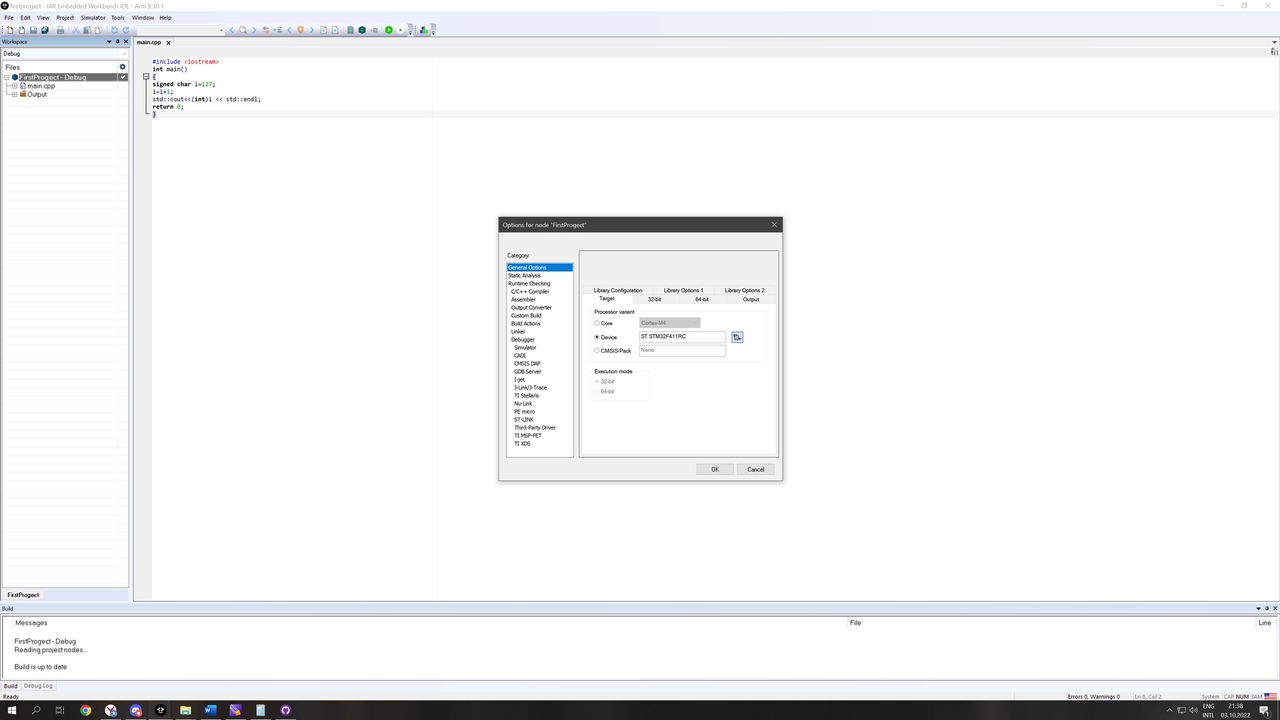 firstprogect - IAR Embedded Workbench IDE - Arm 9.30.1
File Edit View Project Simulator Tools Window Help
Workspace
main.cpp
Debug
Files
FirstProgect - Debug
main.cpp
Output
#include <iostream>
int main()
{
signed char i=127;
i=i+1;
std::cout<<(int)i << std::endl;
return 0;
}
Options for node "FirstProgect"
Category:
General Options
Static Analysis
Runtime Checking
C/C++ Compiler
Assembler
Output Converter
Custom Build
Build Actions
Linker
Debugger
Simulator
CADI
CMSIS DAP
GDB Server
I-jet
J-Link/J-Trace
TI Stellaris
Nu-Link
PE micro
ST-LINK
Third-Party Driver
TI MSP-FET
TI XDS
Library Configuration Library Options 1 Library Options 2
Target 32-bit 64-bit Output
Processor variant
Core Cortex-M4
Device ST STM32F411RC
CMSIS-Pack None
Execution mode
32-bit
64-bit
OK Cancel
FirstProgect
Build
Messages File Line
FirstProgect - Debug
Reading project nodes...
Build is up to date
Build Debug Log
Ready Errors 0, Warnings 0 Ln 8, Col 2 System CAP NUM SAM
ENG 21:38
INTL 03.10.2022